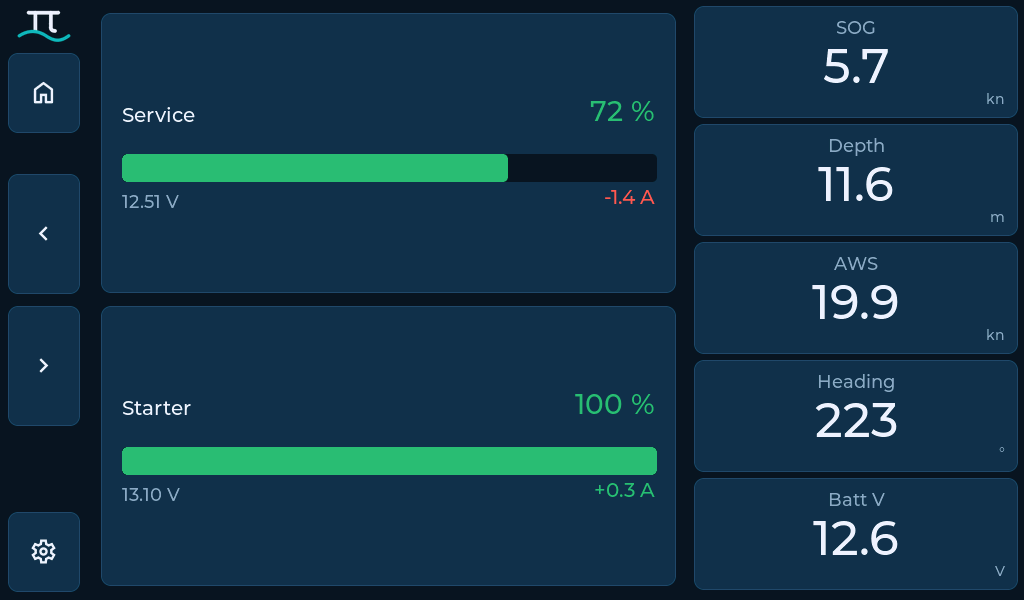 Service
72 %
12.51 V
-1.4 A
Starter
100 %
13.10 V
+0.3 A
SOG
5.7
kn
Depth
11.6
m
AWS
19.9
kn
Heading
223
°
Batt V
12.6
V